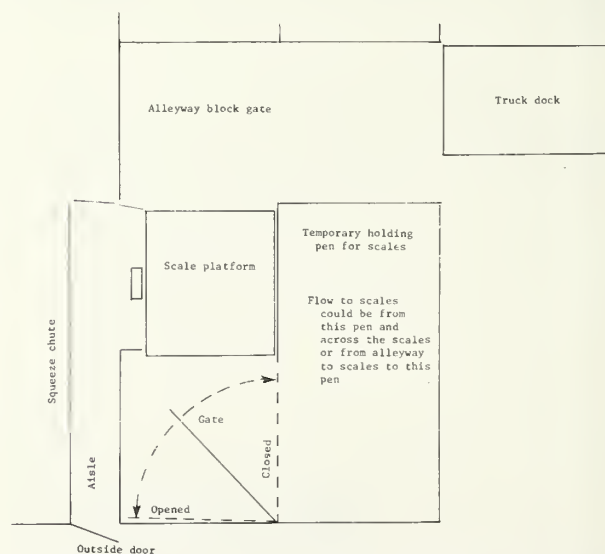 Alleyway block gate
Truck dock
Temporary holding
pen for scales
Scale platform
Flow to scales
could be from
this pen and
across the scales
or from alleyway
to scales to this
pen
Squeeze chute
Gate
Closed
Aisle
Opened
Outside door